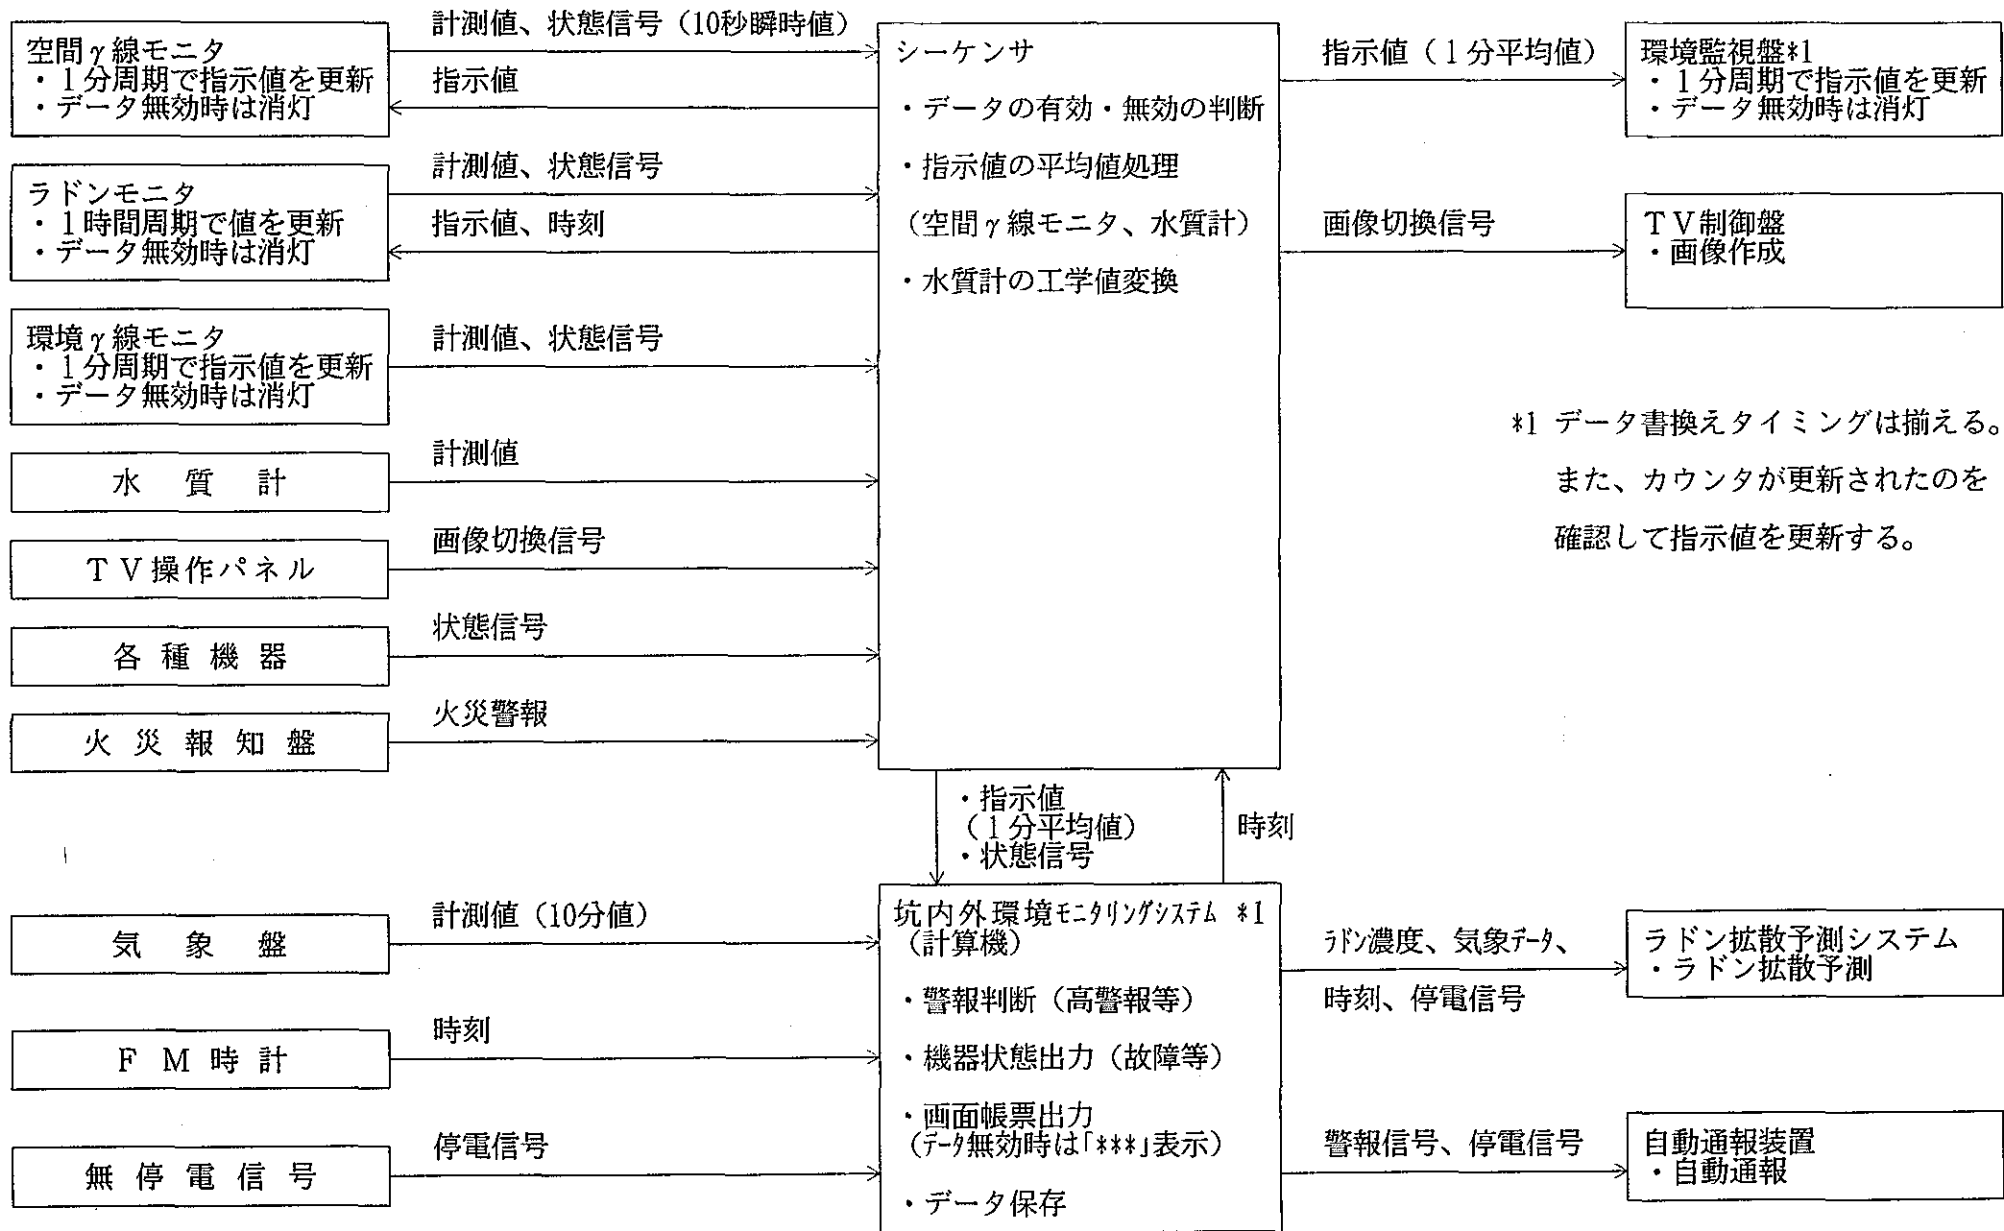 空間γ線モニタ
・1分周期で指示値を更新
・データ無効時は消灯
計測値、状態信号（10秒瞬時値）
指示値
ラドンモニタ
・1時間周期で値を更新
・データ無効時は消灯
計測値、状態信号
指示値、時刻
環境γ線モニタ
・1分周期で指示値を更新
・データ無効時は消灯
計測値、状態信号
水質計
計測値
TV操作パネル
画像切換信号
各種機器
状態信号
火災報知盤
火災警報
シーケンサ
・データの有効・無効の判断
・指示値の平均値処理
（空間γ線モニタ、水質計）
・水質計の工学値変換
指示値（1分平均値）
環境監視盤*1
・1分周期で指示値を更新
・データ無効時は消灯
画像切換信号
TV制御盤
・画像作成
*1 データ書換えタイミングは揃える。
また、カウンタが更新されたのを
確認して指示値を更新する。
・指示値
（1分平均値）
・状態信号
時刻
気象盤
計測値（10分値）
FM時計
時刻
無停電信号
停電信号
坑内外環境モニタリングシステム *1
（計算機）
・警報判断（高警報等）
・機器状態出力（故障等）
・画面帳票出力
（データ無効時は「***」表示）
・データ保存
ラドン濃度、気象データ、
時刻、停電信号
ラドン拡散予測システム
・ラドン拡散予測
警報信号、停電信号
自動通報装置
・自動通報